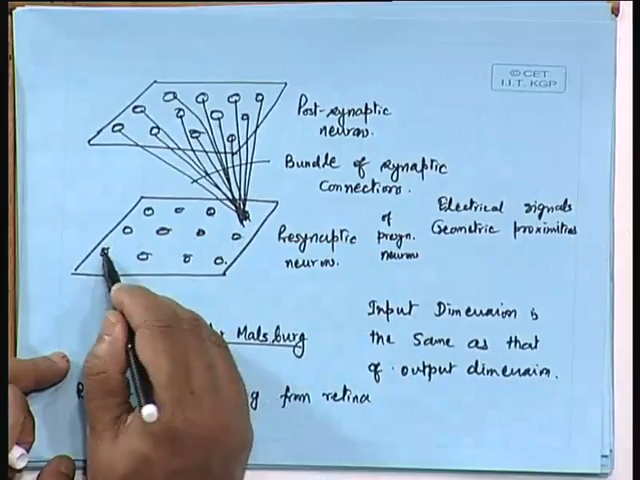 © CET
I.I.T. KGP
Post-synaptic
neurons.
Bundle of synaptic
connections.
Electrical signals
Geometric proximities
of
presyn.
neurons
Presynaptic
neurons.
Malsburg
Input Dimension is
the same as that
of output dimension.
from retina